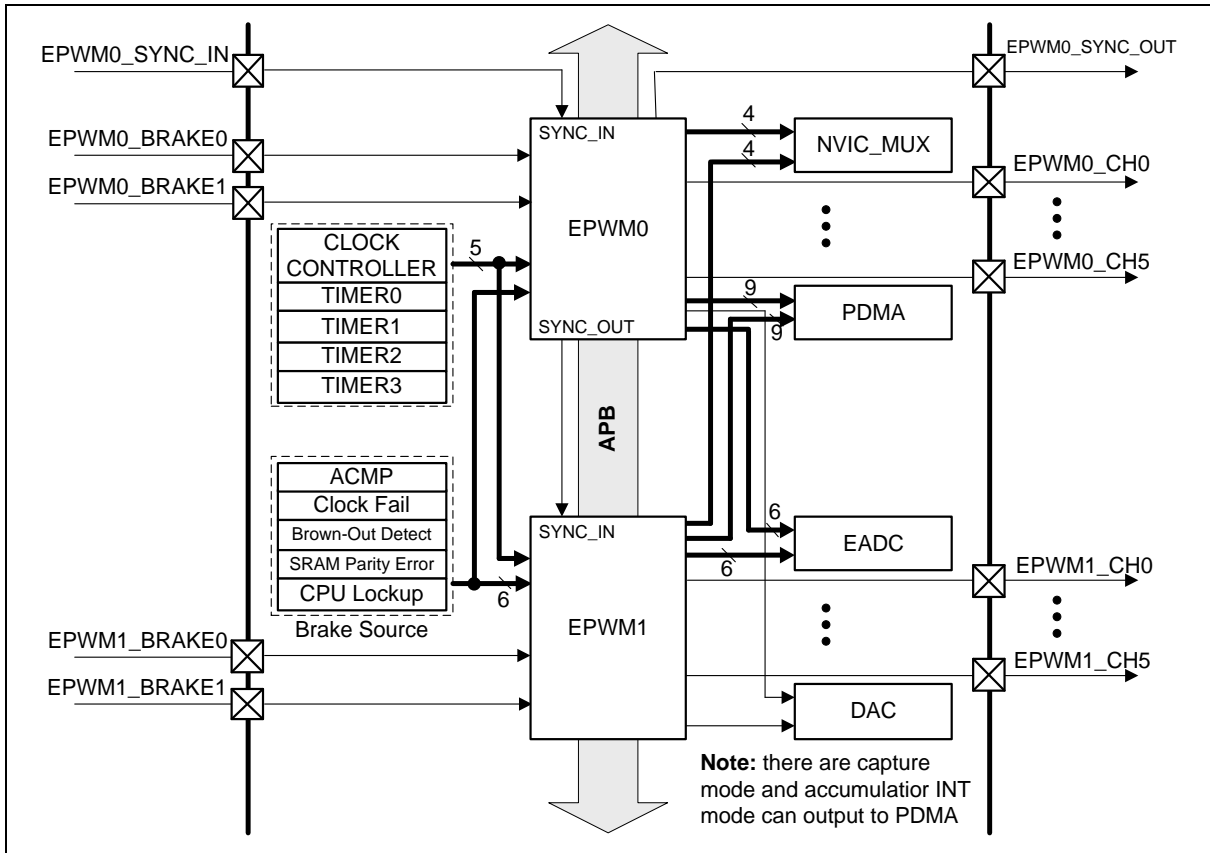 EPWM0_SYNC_IN
EPWM0_SYNC_OUT
SYNC_IN
4
NVIC_MUX
4
EPWM0_BRAKE0
EPWM0_BRAKE1
EPWM0_CH0
EPWM0
CLOCK
CONTROLLER
5
TIMER0
TIMER1
TIMER2
TIMER3
EPWM0_CH5
9
PDMA
9
SYNC_OUT
APB
ACMP
Clock Fail
Brown-Out Detect
SRAM Parity Error
CPU Lockup
6
Brake Source
SYNC_IN
6
EADC
6
EPWM1_CH0
EPWM1
EPWM1_BRAKE0
EPWM1_BRAKE1
EPWM1_CH5
DAC
Note: there are capture
mode and accumulatior INT
mode can output to PDMA